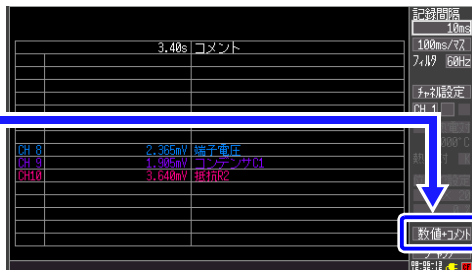 記録間隔
10ms
3.40s コメント
100ms/マス
フィルタ 60Hz
チャネル設定
CH 1
CH 8 2.365mV 端子電圧
CH 9 1.905mV コンデンサC1
CH10 3.640mV 抵抗R2
数値+コメント